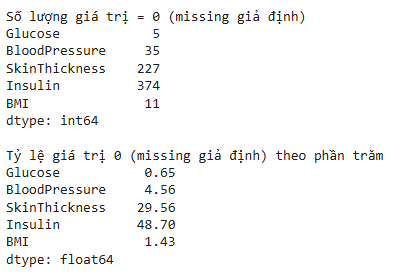 Số lượng giá trị = 0 (missing giả định)
Glucose 5
BloodPressure 35
SkinThickness 227
Insulin 374
BMI 11
dtype: int64

Tỷ lệ giá trị 0 (missing giả định) theo phần trăm
Glucose 0.65
BloodPressure 4.56
SkinThickness 29.56
Insulin 48.70
BMI 1.43
dtype: float64